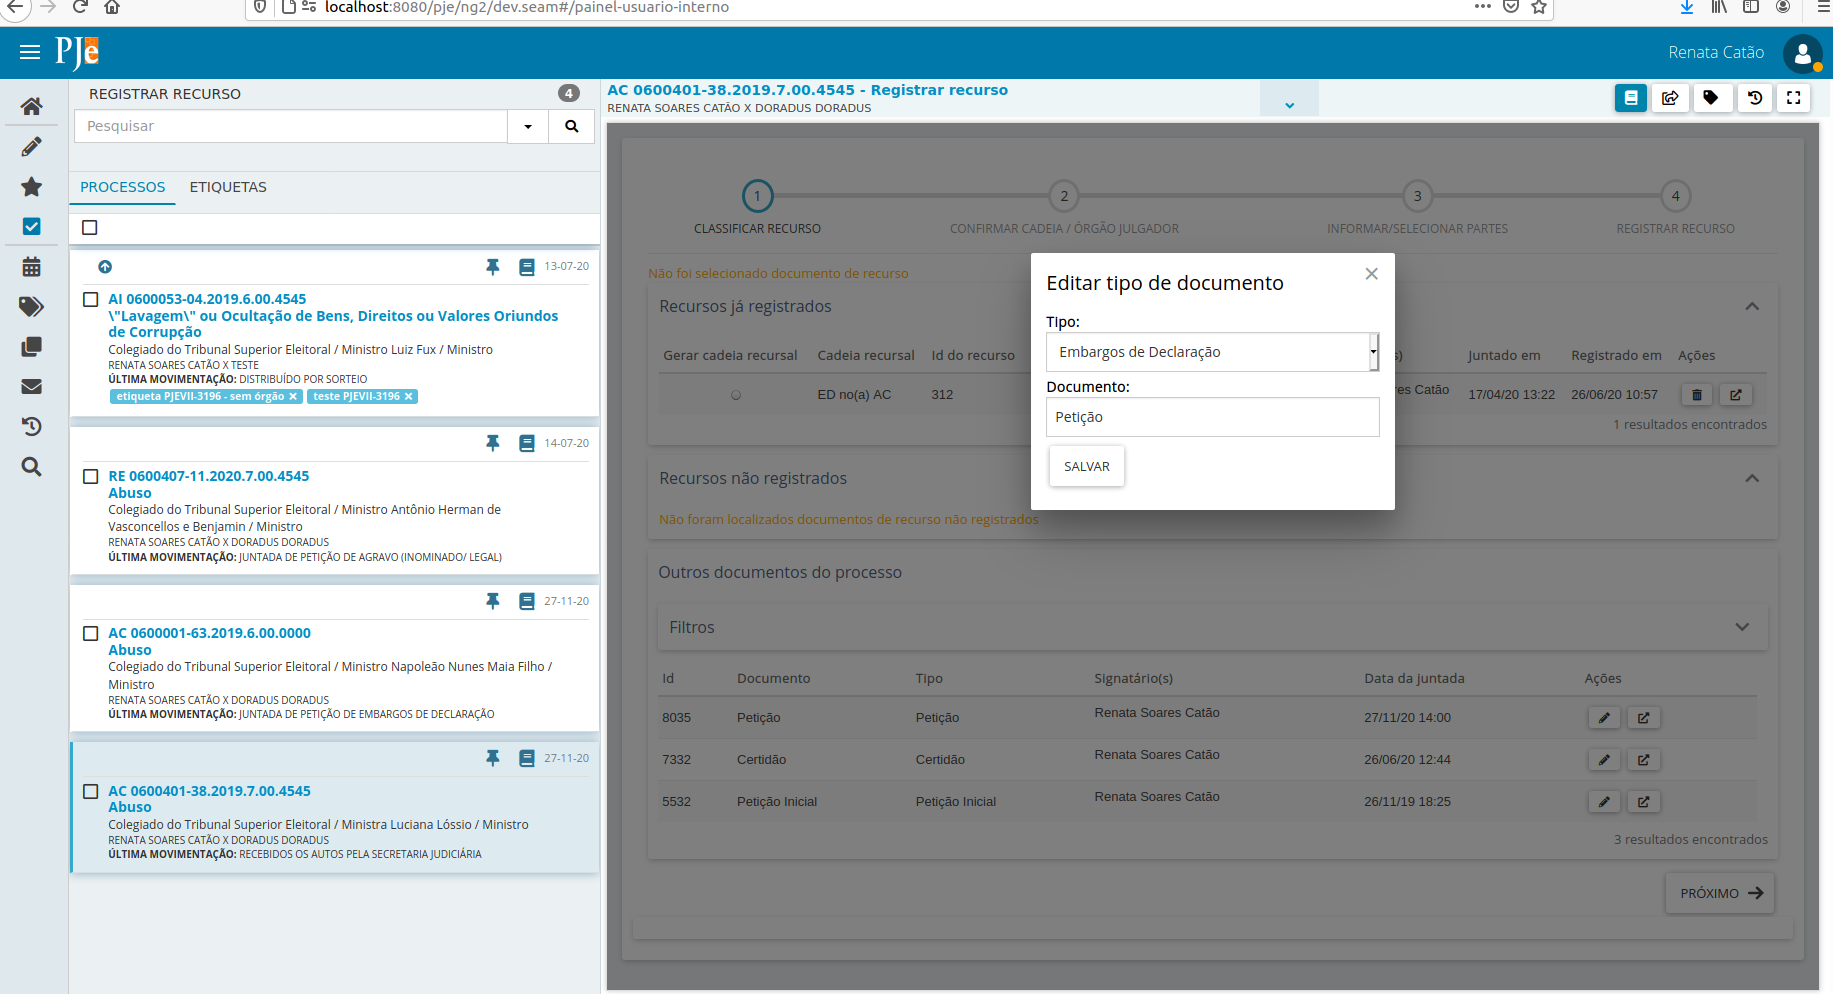 localhost:8080/pje/ng2/dev.seam#/painel-usuario-interno
PJe
Renata Catão
REGISTRAR RECURSO
4
Pesquisar
PROCESSOS
ETIQUETAS
13-07-20
AI 0600053-04.2019.6.00.4545
\"Lavagem\" ou Ocultação de Bens, Direitos ou Valores Oriundos
de Corrupção
Colegiado do Tribunal Superior Eleitoral / Ministro Luiz Fux / Ministro
RENATA SOARES CATÃO X TESTE
ÚLTIMA MOVIMENTAÇÃO: DISTRIBUÍDO POR SORTEIO
etiqueta PJEVII-3196 - sem órgão ×
teste PJEVII-3196 ×
14-07-20
RE 0600407-11.2020.7.00.4545
Abuso
Colegiado do Tribunal Superior Eleitoral / Ministro Antônio Herman de
Vasconcellos e Benjamin / Ministro
RENATA SOARES CATÃO X DORADUS DORADUS
ÚLTIMA MOVIMENTAÇÃO: JUNTADA DE PETIÇÃO DE AGRAVO (INOMINADO/ LEGAL)
27-11-20
AC 0600001-63.2019.6.00.0000
Abuso
Colegiado do Tribunal Superior Eleitoral / Ministro Napoleão Nunes Maia Filho /
Ministro
RENATA SOARES CATÃO X DORADUS DORADUS
ÚLTIMA MOVIMENTAÇÃO: JUNTADA DE PETIÇÃO DE EMBARGOS DE DECLARAÇÃO
27-11-20
AC 0600401-38.2019.7.00.4545
Abuso
Colegiado do Tribunal Superior Eleitoral / Ministra Luciana Lóssio / Ministro
RENATA SOARES CATÃO X DORADUS DORADUS
ÚLTIMA MOVIMENTAÇÃO: RECEBIDOS OS AUTOS PELA SECRETARIA JUDICIÁRIA
AC 0600401-38.2019.7.00.4545 - Registrar recurso
RENATA SOARES CATÃO X DORADUS DORADUS
1
2
3
4
CLASSIFICAR RECURSO
CONFIRMAR CADEIA / ÓRGÃO JULGADOR
INFORMAR/SELECIONAR PARTES
REGISTRAR RECURSO
Não foi selecionado documento de recurso
Recursos já registrados
Gerar cadeia recursal Cadeia recursal Id do recurso s) Juntado em Registrado em Ações
ED no(a) AC 312 es Catão 17/04/20 13:22 26/06/20 10:57
1 resultados encontrados
Editar tipo de documento
×
TIpo:
Embargos de Declaração
Documento:
Petição
SALVAR
Recursos não registrados
Não foram localizados documentos de recurso não registrados
Outros documentos do processo
Filtros
Id Documento Tipo Signatário(s) Data da juntada Ações
8035 Petição Petição Renata Soares Catão 27/11/20 14:00
7332 Certidão Certidão Renata Soares Catão 26/06/20 12:44
5532 Petição Inicial Petição Inicial Renata Soares Catão 26/11/19 18:25
3 resultados encontrados
PRÓXIMO